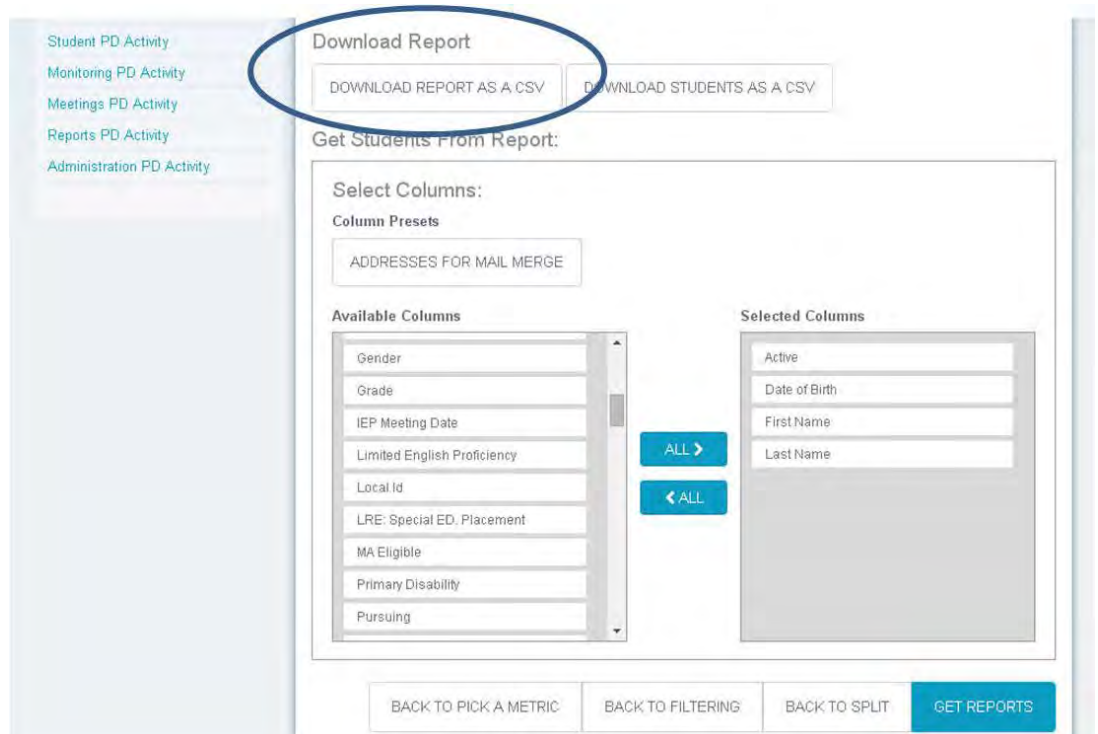 Student PD Activity
Monitoring PD Activity
Meetings PD Activity
Reports PD Activity
Administration PD Activity
Download Report
DOWNLOAD REPORT AS A CSV
DOWNLOAD STUDENTS AS A CSV
Get Students From Report:
Select Columns:
Column Presets
ADDRESSES FOR MAIL MERGE
Available Columns
Gender
Grade
IEP Meeting Date
Limited English Proficiency
Local Id
LRE: Special ED. Placement
MA Eligible
Primary Disability
Pursuing
ALL >
< ALL
Selected Columns
Active
Date of Birth
First Name
Last Name
BACK TO PICK A METRIC
BACK TO FILTERING
BACK TO SPLIT
GET REPORTS